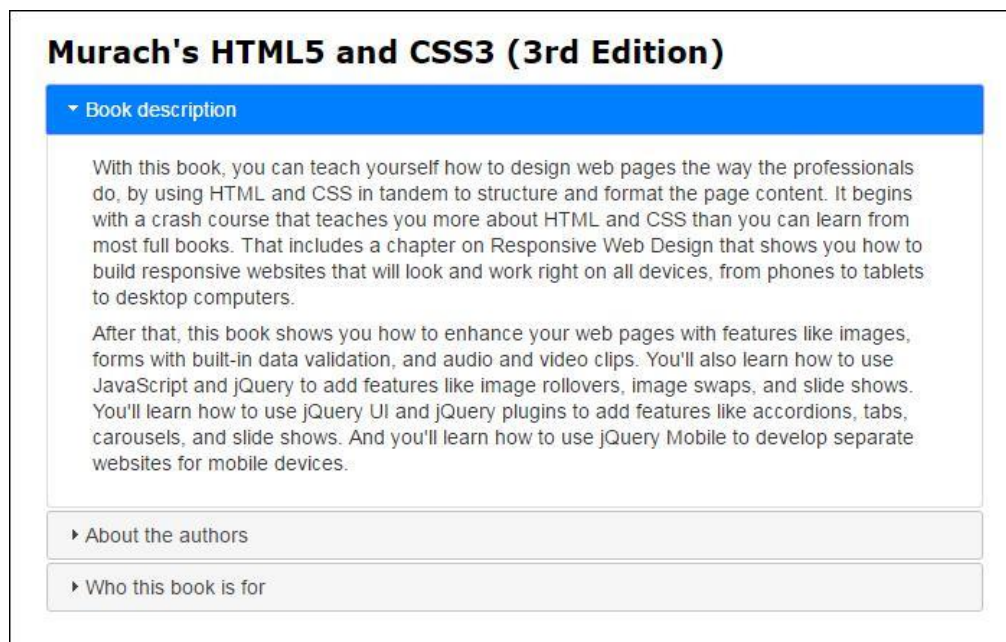 Murach's HTML5 and CSS3 (3rd Edition)
Book description
With this book, you can teach yourself how to design web pages the way the professionals
do, by using HTML and CSS in tandem to structure and format the page content. It begins
with a crash course that teaches you more about HTML and CSS than you can learn from
most full books. That includes a chapter on Responsive Web Design that shows you how to
build responsive websites that will look and work right on all devices, from phones to tablets
to desktop computers.
After that, this book shows you how to enhance your web pages with features like images,
forms with built-in data validation, and audio and video clips. You'll also learn how to use
JavaScript and jQuery to add features like image rollovers, image swaps, and slide shows.
You'll learn how to use jQuery UI and jQuery plugins to add features like accordions, tabs,
carousels, and slide shows. And you'll learn how to use jQuery Mobile to develop separate
websites for mobile devices.
About the authors
Who this book is for